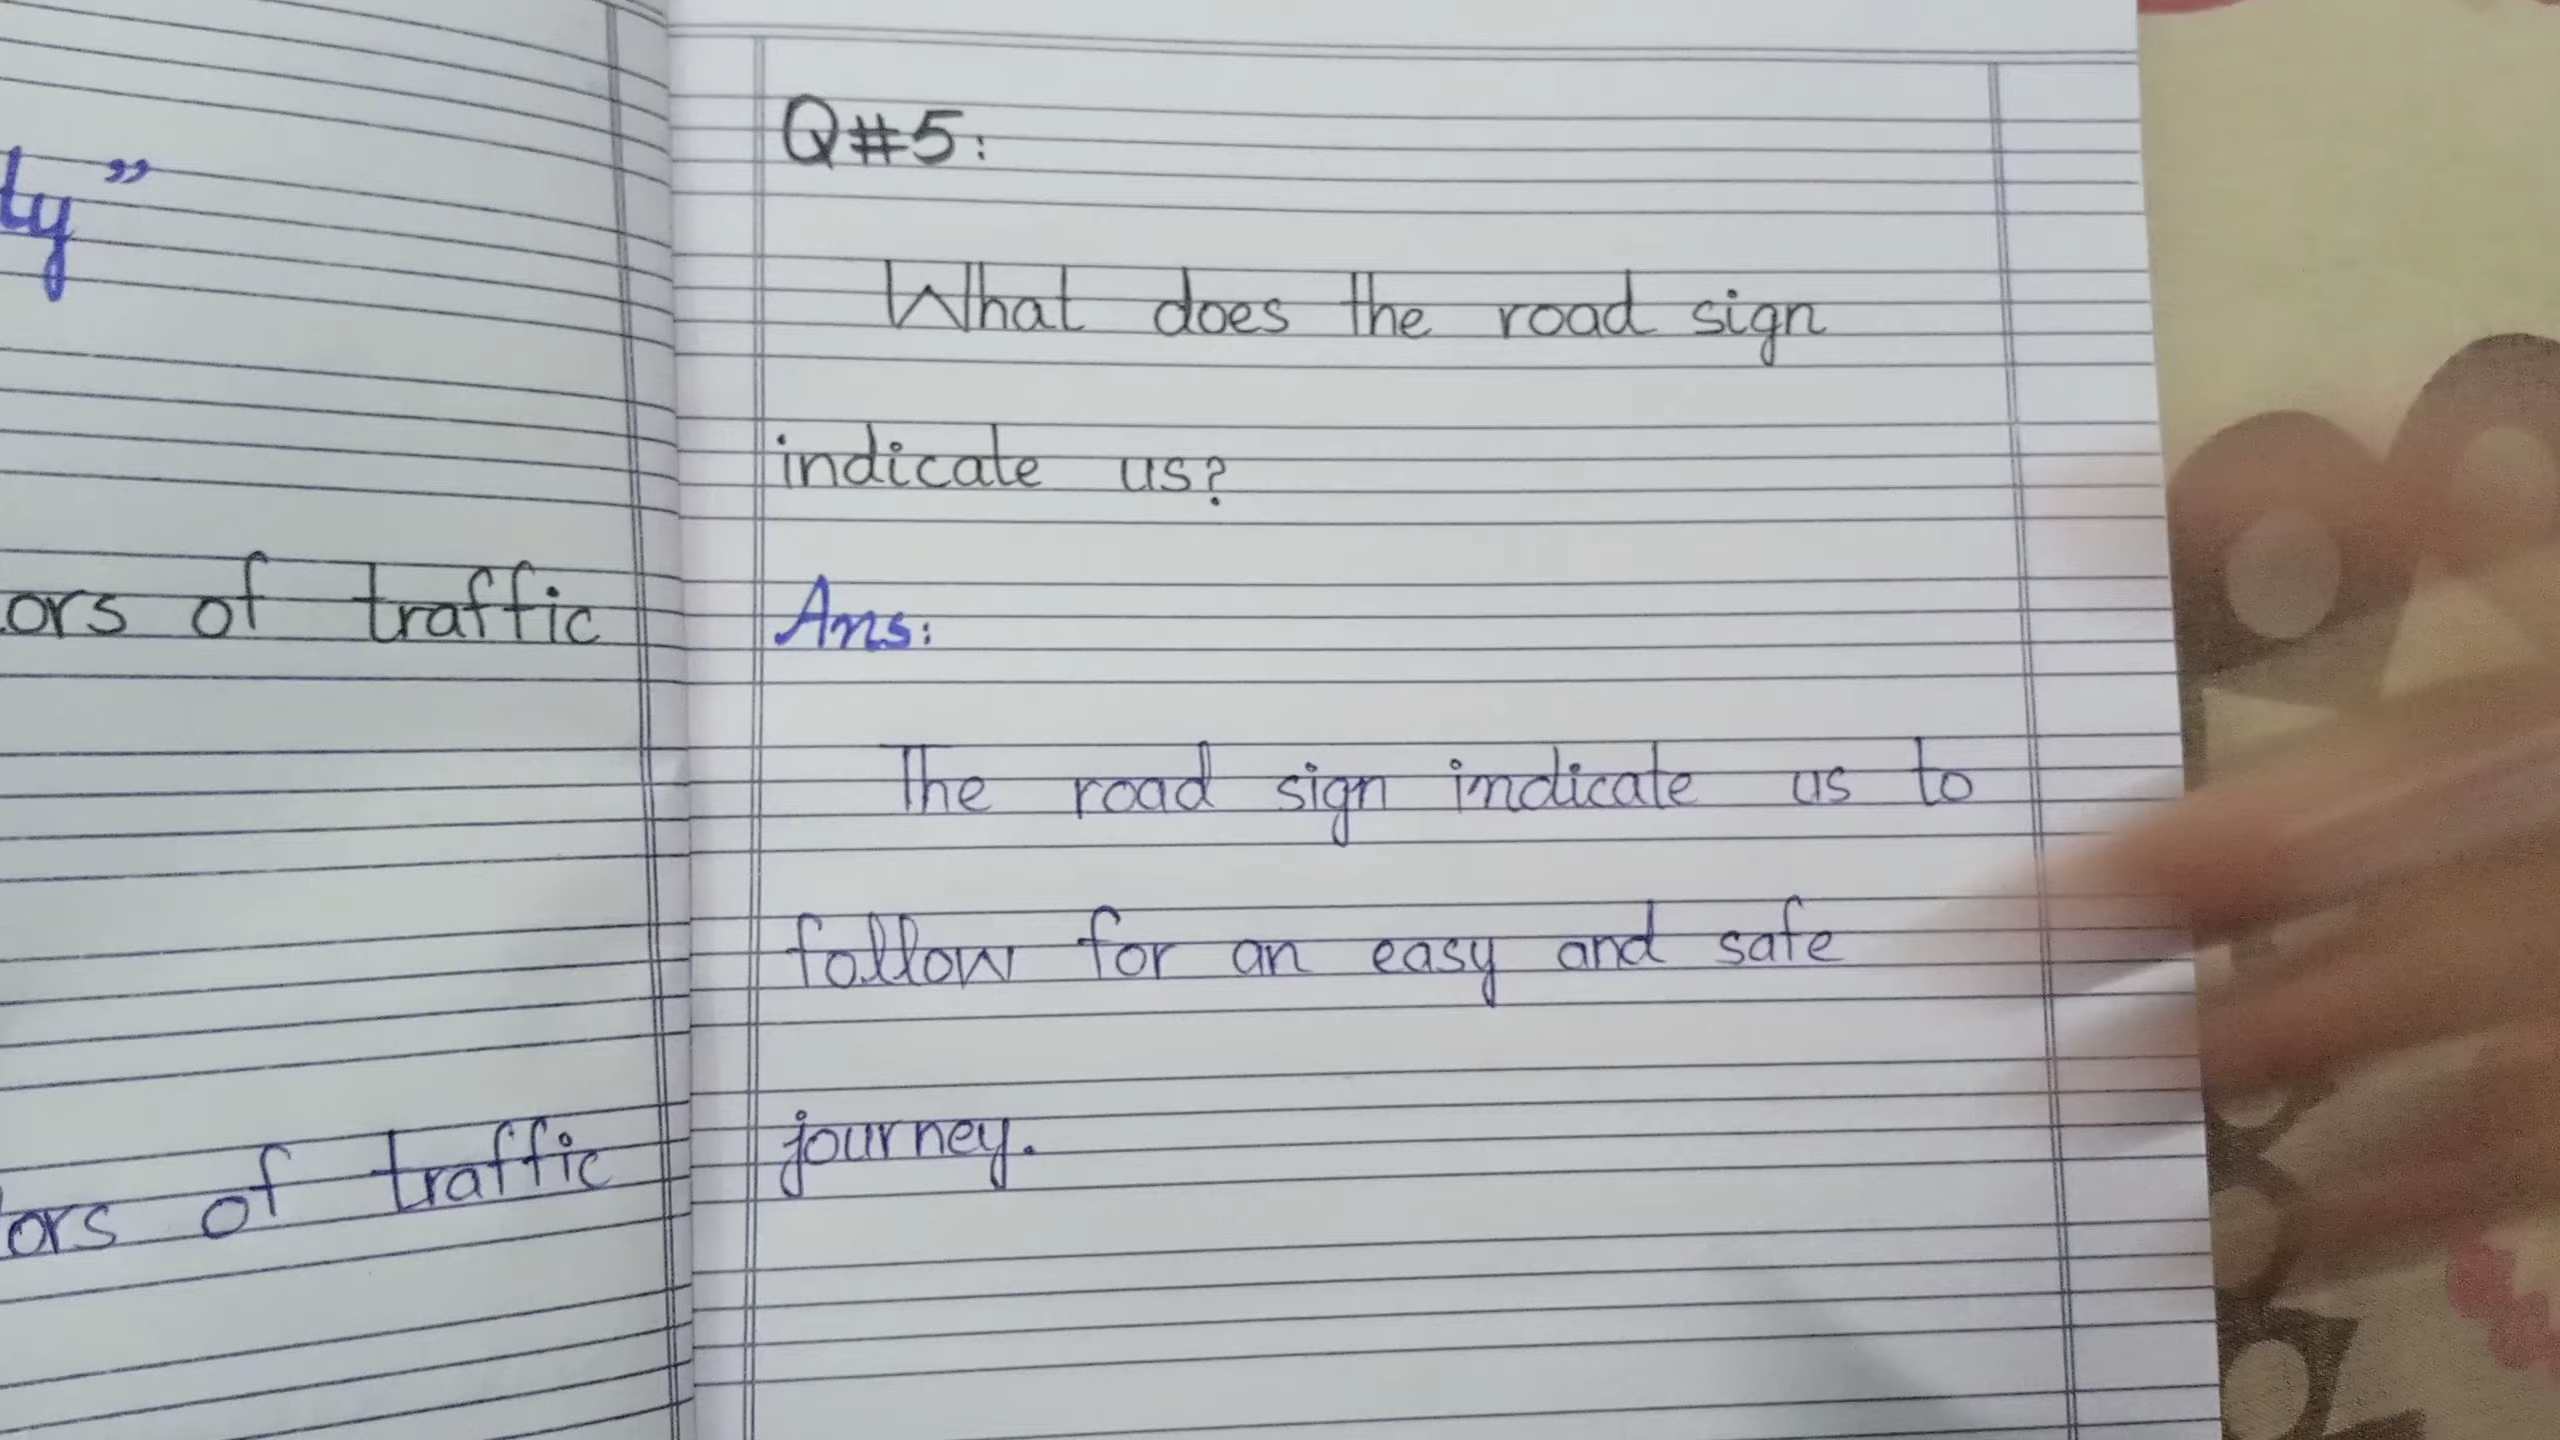 ty”
ors of traffic
ors of traffic
Q#5:
What does the road sign
indicate us?
Ans:
The road sign indicate us to
follow for an easy and safe
journey.